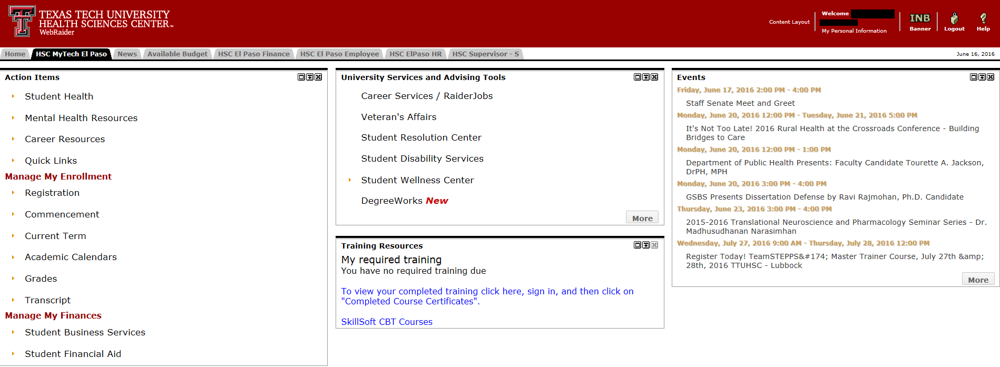 TEXAS TECH UNIVERSITY
HEALTH SCIENCES CENTER™
WebRaider
Content Layout
Welcome
My Personal Information
INB
Banner
Logout
Help
Home
HSC MyTech El Paso
News
Available Budget
HSC El Paso Finance
HSC El Paso Employee
HSC ElPaso HR
HSC Supervisor - S
June 16, 2016
Action Items
Student Health
Mental Health Resources
Career Resources
Quick Links
Manage My Enrollment
Registration
Commencement
Current Term
Academic Calendars
Grades
Transcript
Manage My Finances
Student Business Services
Student Financial Aid
University Services and Advising Tools
Career Services / RaiderJobs
Veteran's Affairs
Student Resolution Center
Student Disability Services
Student Wellness Center
DegreeWorks New
More
Training Resources
My required training
You have no required training due
To view your completed training click here, sign in, and then click on
"Completed Course Certificates".
SkillSoft CBT Courses
Events
Friday, June 17, 2016 2:00 PM - 4:00 PM
Staff Senate Meet and Greet
Monday, June 20, 2016 12:00 PM - Tuesday, June 21, 2016 5:00 PM
It's Not Too Late! 2016 Rural Health at the Crossroads Conference - Building
Bridges to Care
Monday, June 20, 2016 12:00 PM - 1:00 PM
Department of Public Health Presents: Faculty Candidate Tourette A. Jackson,
DrPH, MPH
Monday, June 20, 2016 3:00 PM - 4:00 PM
GSBS Presents Dissertation Defense by Ravi Rajmohan, Ph.D. Candidate
Thursday, June 23, 2016 3:00 PM - 4:00 PM
2015-2016 Translational Neuroscience and Pharmacology Seminar Series - Dr.
Madhusudhanan Narasimhan
Wednesday, July 27, 2016 9:00 AM - Thursday, July 28, 2016 12:00 PM
Register Today! TeamSTEPPS&#174; Master Trainer Course, July 27th &amp;
28th, 2016 TTUHSC - Lubbock
More